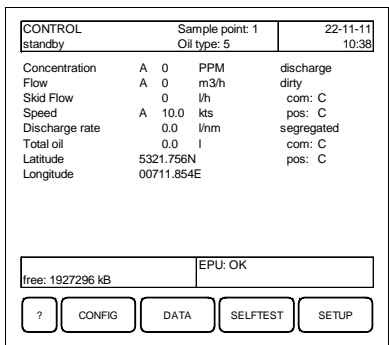 CONTROL Sample point: 1 22-11-11
standby Oil type: 5 10:38
Concentration A 0 PPM discharge
Flow A 0 m3/h dirty
Skid Flow 0 l/h com: C
Speed A 10.0 kts pos: C
Discharge rate 0.0 l/nm segregated
Total oil 0.0 l com: C
Latitude 5321.756N pos: C
Longitude 00711.854E
EPU: OK
free: 1927296 kB
? CONFIG DATA SELFTEST SETUP